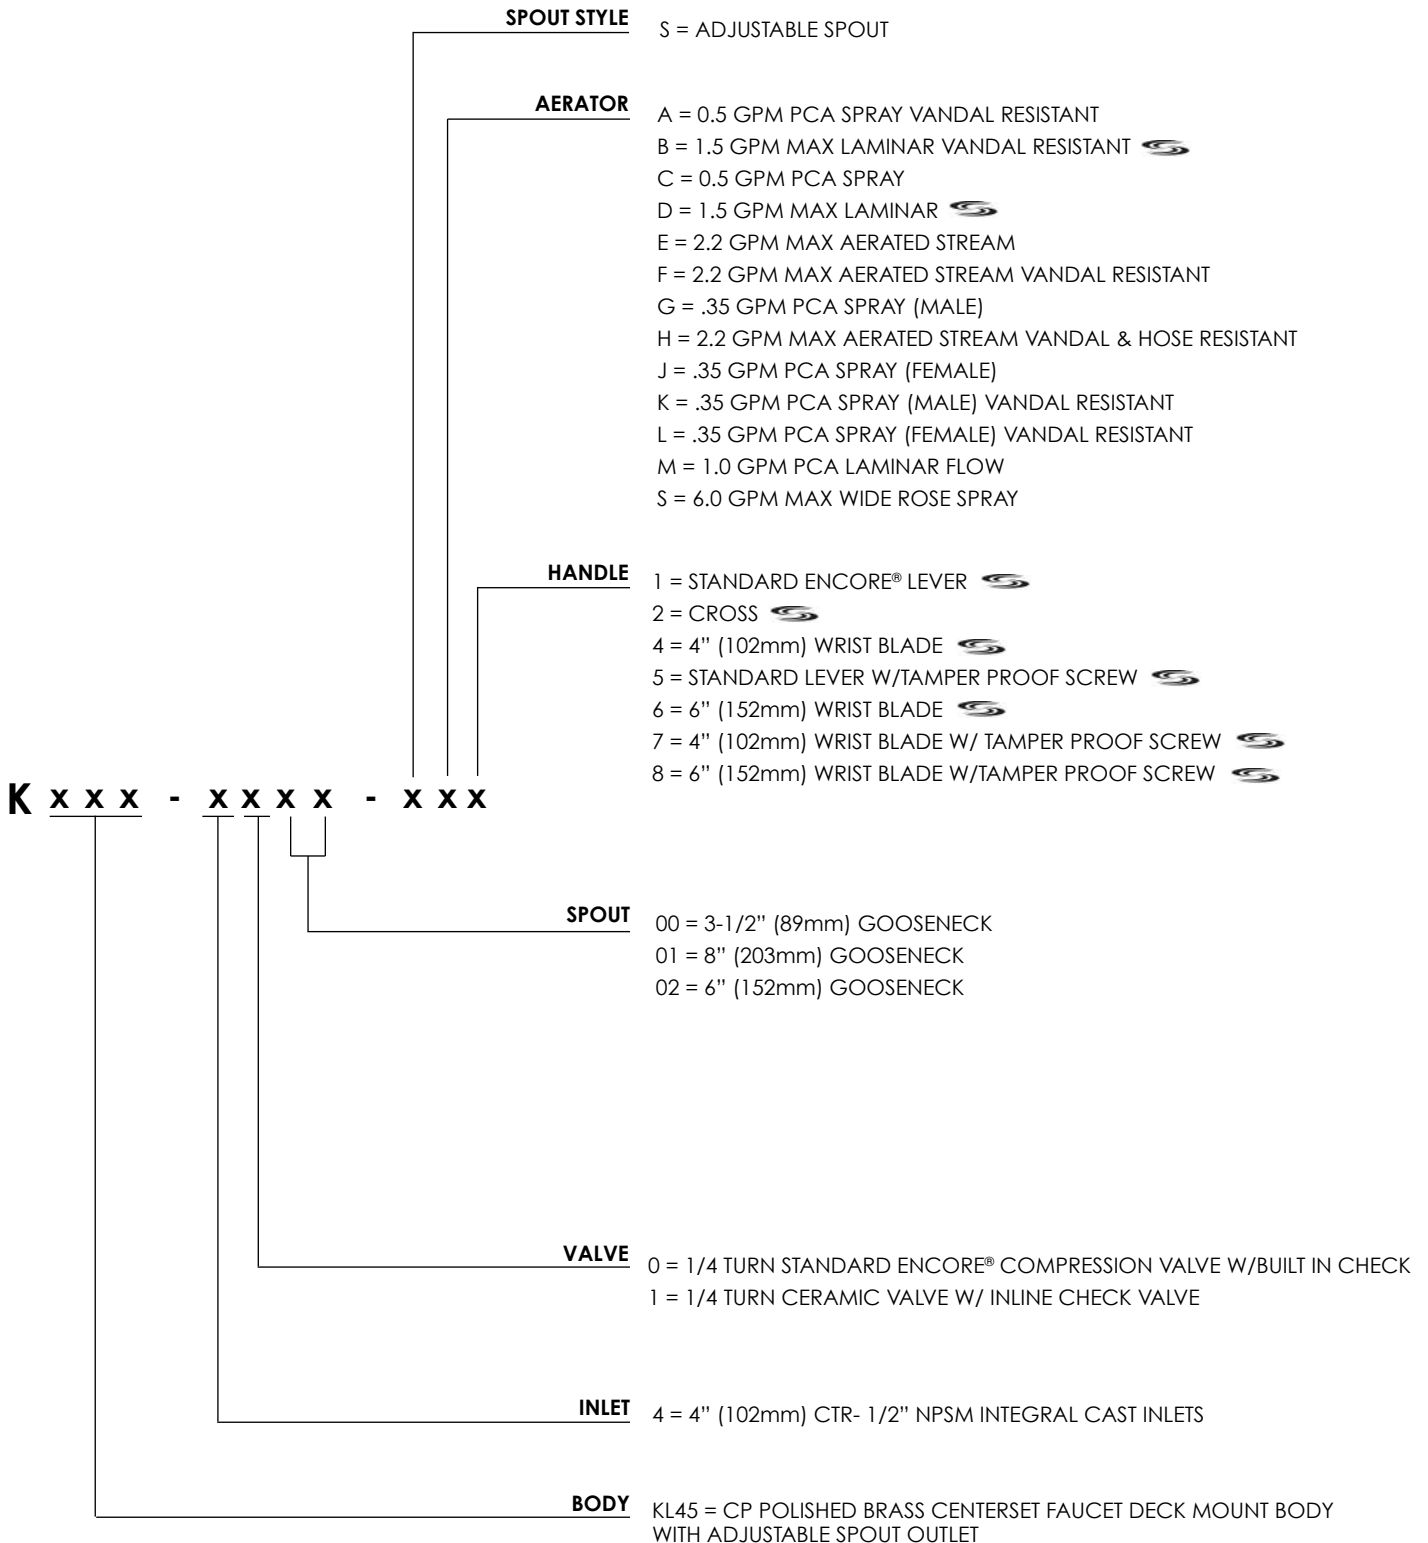 SPOUT STYLE
S = ADJUSTABLE SPOUT
AERATOR
A = 0.5 GPM PCA SPRAY VANDAL RESISTANT
B = 1.5 GPM MAX LAMINAR VANDAL RESISTANT
C = 0.5 GPM PCA SPRAY
D = 1.5 GPM MAX LAMINAR
E = 2.2 GPM MAX AERATED STREAM
F = 2.2 GPM MAX AERATED STREAM VANDAL RESISTANT
G = .35 GPM PCA SPRAY (MALE)
H = 2.2 GPM MAX AERATED STREAM VANDAL & HOSE RESISTANT
J = .35 GPM PCA SPRAY (FEMALE)
K = .35 GPM PCA SPRAY (MALE) VANDAL RESISTANT
L = .35 GPM PCA SPRAY (FEMALE) VANDAL RESISTANT
M = 1.0 GPM PCA LAMINAR FLOW
S = 6.0 GPM MAX WIDE ROSE SPRAY
HANDLE
1 = STANDARD ENCORE® LEVER
2 = CROSS
4 = 4” (102mm) WRIST BLADE
5 = STANDARD LEVER W/TAMPER PROOF SCREW
6 = 6” (152mm) WRIST BLADE
7 = 4” (102mm) WRIST BLADE W/ TAMPER PROOF SCREW
8 = 6” (152mm) WRIST BLADE W/TAMPER PROOF SCREW
K x x x - x x x x - x x x
SPOUT
00 = 3-1/2” (89mm) GOOSENECK
01 = 8” (203mm) GOOSENECK
02 = 6” (152mm) GOOSENECK
VALVE
0 = 1/4 TURN STANDARD ENCORE® COMPRESSION VALVE W/BUILT IN CHECK
1 = 1/4 TURN CERAMIC VALVE W/ INLINE CHECK VALVE
INLET
4 = 4” (102mm) CTR- 1/2” NPSM INTEGRAL CAST INLETS
BODY
KL45 = CP POLISHED BRASS CENTERSET FAUCET DECK MOUNT BODY
WITH ADJUSTABLE SPOUT OUTLET